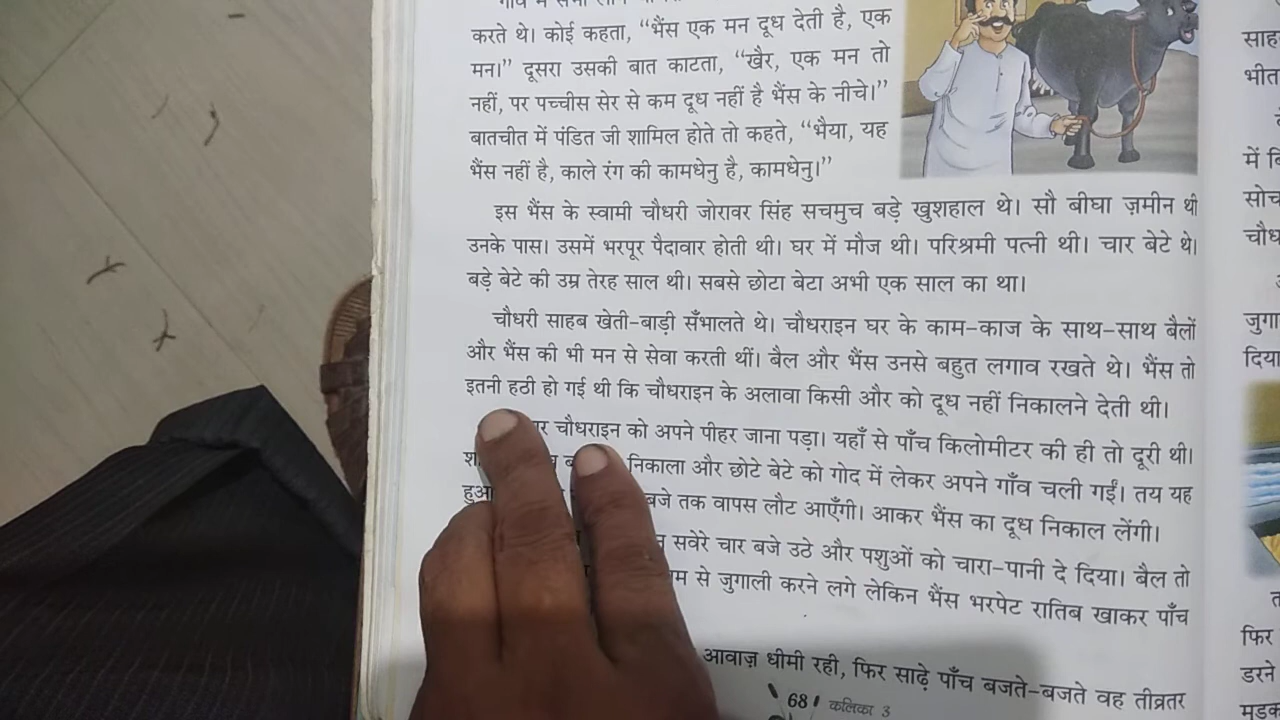 करते थे। कोई कहता, “भैंस एक मन दूध देती है, एक
मन।” दूसरा उसकी बात काटता, “खैर, एक मन तो
नहीं, पर पच्चीस सेर से कम दूध नहीं है भैंस के नीचे।”
बातचीत में पंडित जी शामिल होते तो कहते, “भैया, यह
भैंस नहीं है, काले रंग की कामधेनु है, कामधेनु।”
इस भैंस के स्वामी चौधरी जोरावर सिंह सचमुच बड़े खुशहाल थे। सौ बीघा ज़मीन थी
उनके पास। उसमें भरपूर पैदावार होती थी। घर में मौज थी। परिश्रमी पत्नी थी। चार बेटे थे।
बड़े बेटे की उम्र तेरह साल थी। सबसे छोटा बेटा अभी एक साल का था।
चौधरी साहब खेती-बाड़ी सँभालते थे। चौधराइन घर के काम-काज के साथ-साथ बैलों
और भैंस की भी मन से सेवा करती थीं। बैल और भैंस उनसे बहुत लगाव रखते थे। भैंस तो
इतनी हठी हो गई थी कि चौधराइन के अलावा किसी और को दूध नहीं निकालने देती थी।
चौधराइन को अपने पीहर जाना पड़ा। यहाँ से पाँच किलोमीटर की ही तो दूरी थी।
निकाला और छोटे बेटे को गोद में लेकर अपने गाँव चली गईं। तय यह
बजे तक वापस लौट आएँगी। आकर भैंस का दूध निकाल लेंगी।
सवेरे चार बजे उठे और पशुओं को चारा-पानी दे दिया। बैल तो
से जुगाली करने लगे लेकिन भैंस भरपेट रातिब खाकर पाँच
आवाज़ धीमी रही, फिर साढ़े पाँच बजते-बजते वह तीव्रतर
68 कलिका 3
भीत
में
जुगा
दिया
फिर
डरने